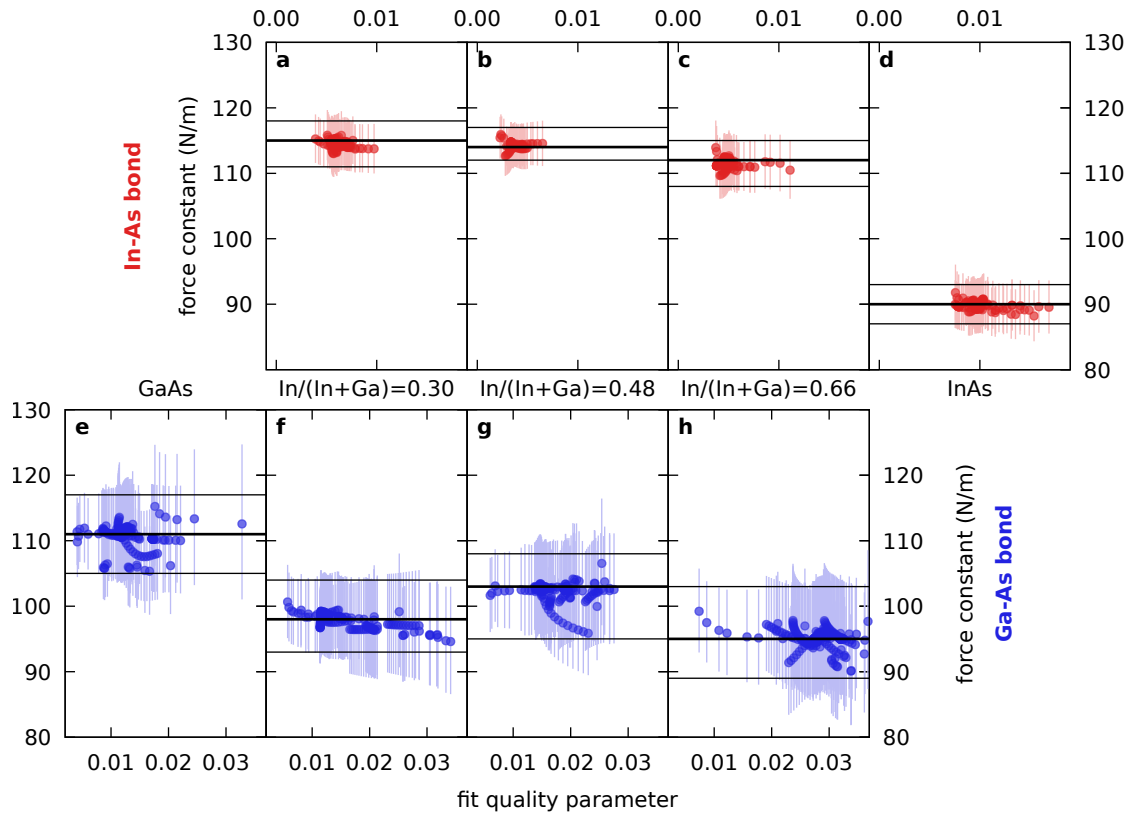 0.00 0.01 0.00 0.01 0.00 0.01 0.01
130 a b c d 130
120 120
110 110
100 100
90 90
80 80
In-As bond
force constant (N/m)
GaAs In/(In+Ga)=0.30 In/(In+Ga)=0.48 In/(In+Ga)=0.66 InAs
130 e f g h
120 120
110 110
100 100
90 90
80 80
force constant (N/m)
Ga-As bond
0.01 0.02 0.03 0.01 0.02 0.03 0.01 0.02 0.03 0.01 0.02 0.03
fit quality parameter